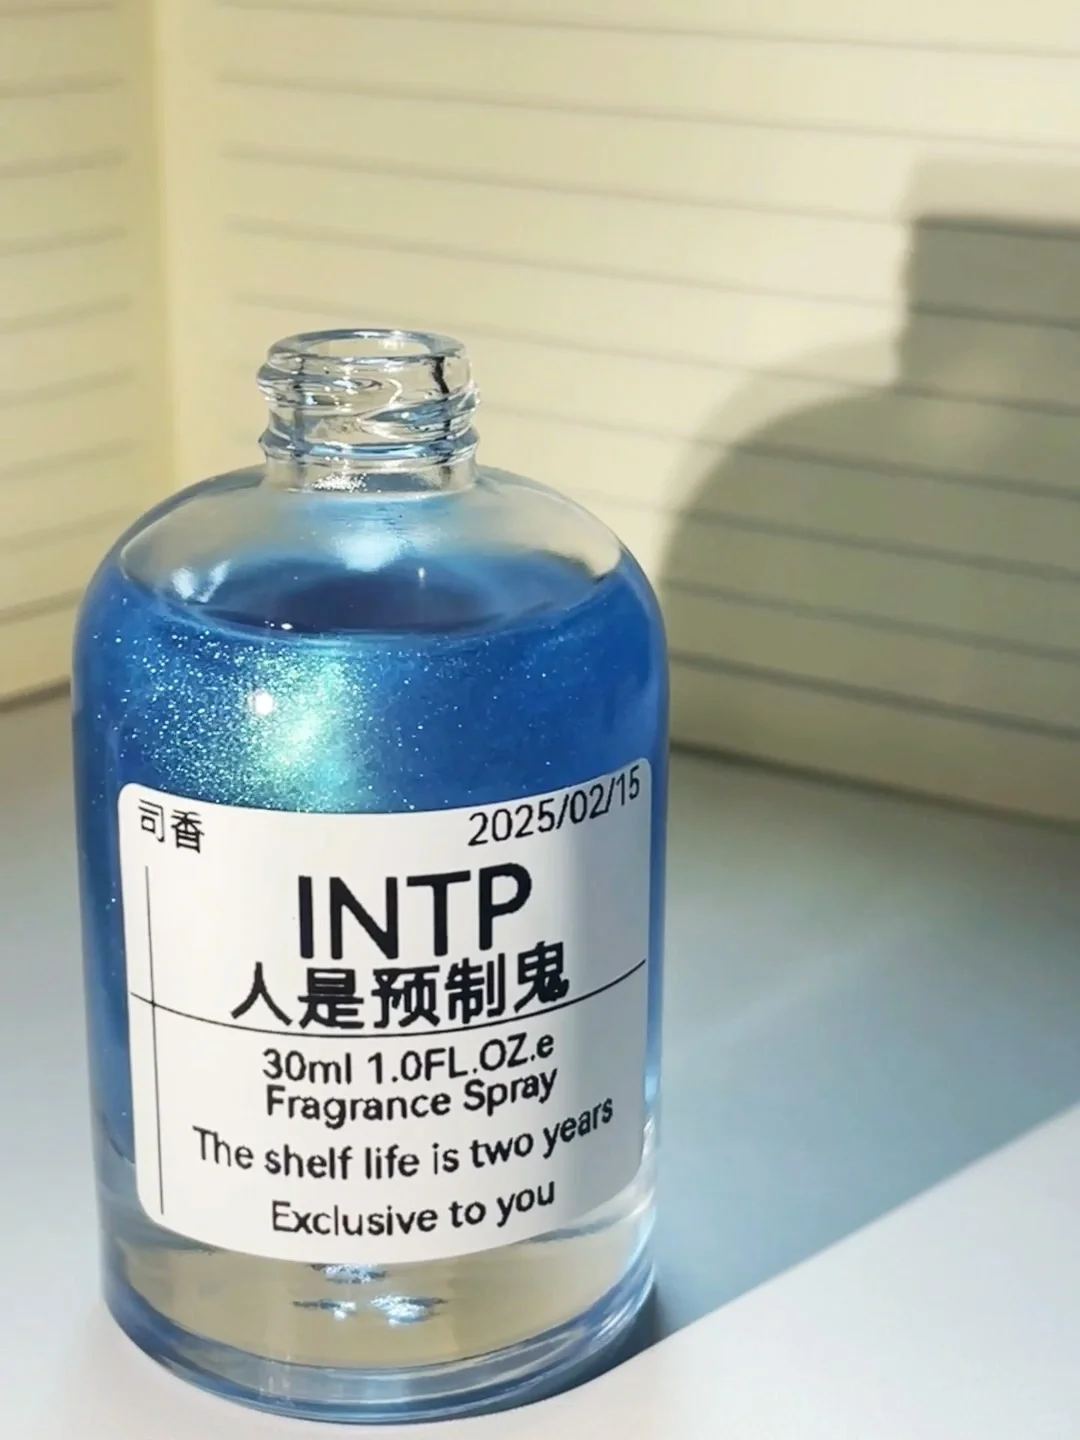 司香 2025/02/15
INTP
人是预制鬼
30ml 1.0FL.OZ.e
Fragrance Spray
The shelf life is two years
Exclusive to you